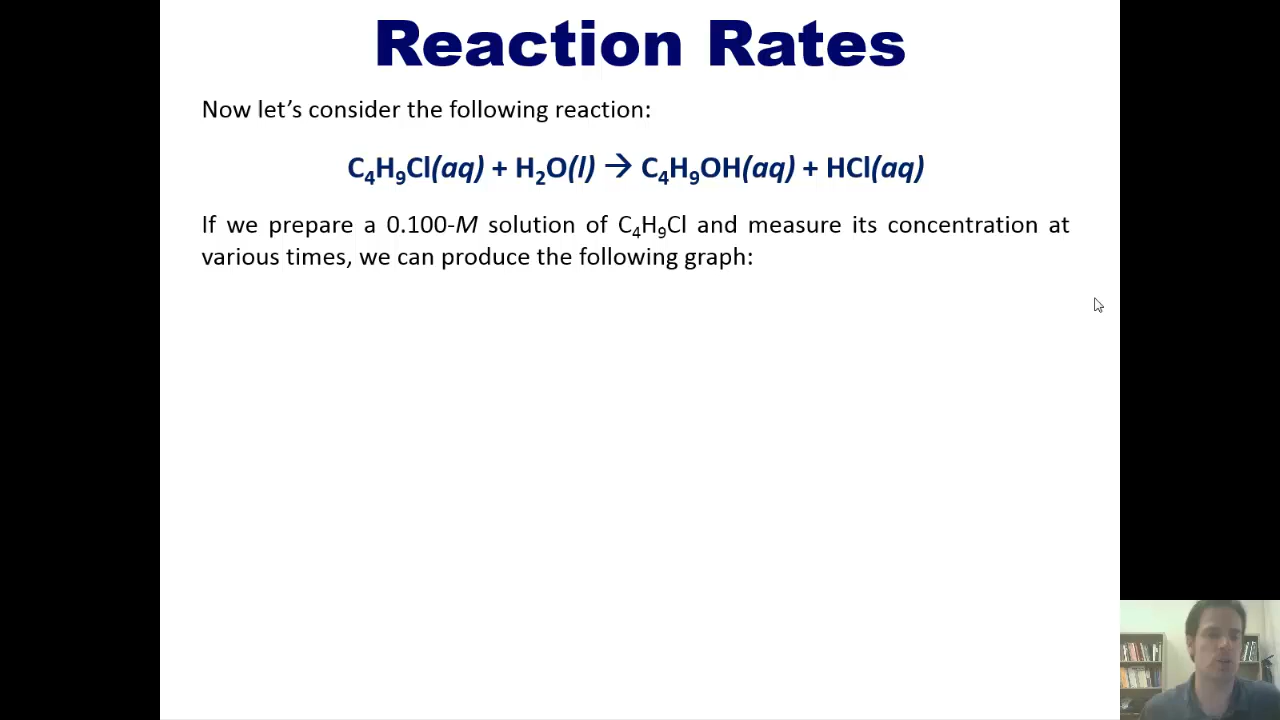 Reaction Rates
Now let's consider the following reaction:
C₄H₉Cl(aq) + H₂O(l) → C₄H₉OH(aq) + HCl(aq)
If we prepare a 0.100-M solution of C₄H₉Cl and measure its concentration at
various times, we can produce the following graph: